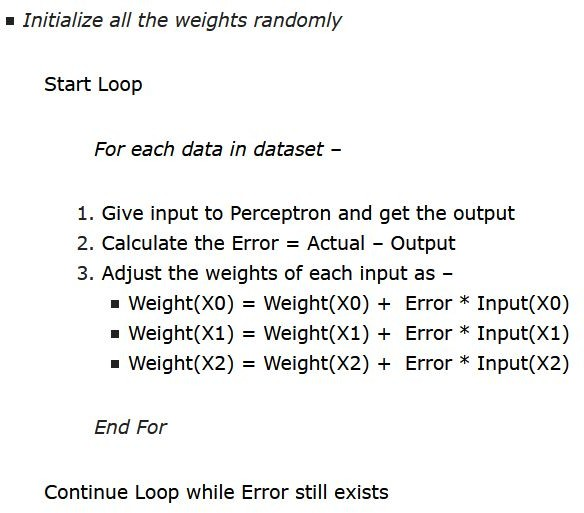 ▪ Initialize all the weights randomly
Start Loop
For each data in dataset –
1. Give input to Perceptron and get the output
2. Calculate the Error = Actual – Output
3. Adjust the weights of each input as –
▪ Weight(X0) = Weight(X0) + Error * Input(X0)
▪ Weight(X1) = Weight(X1) + Error * Input(X1)
▪ Weight(X2) = Weight(X2) + Error * Input(X2)
End For
Continue Loop while Error still exists